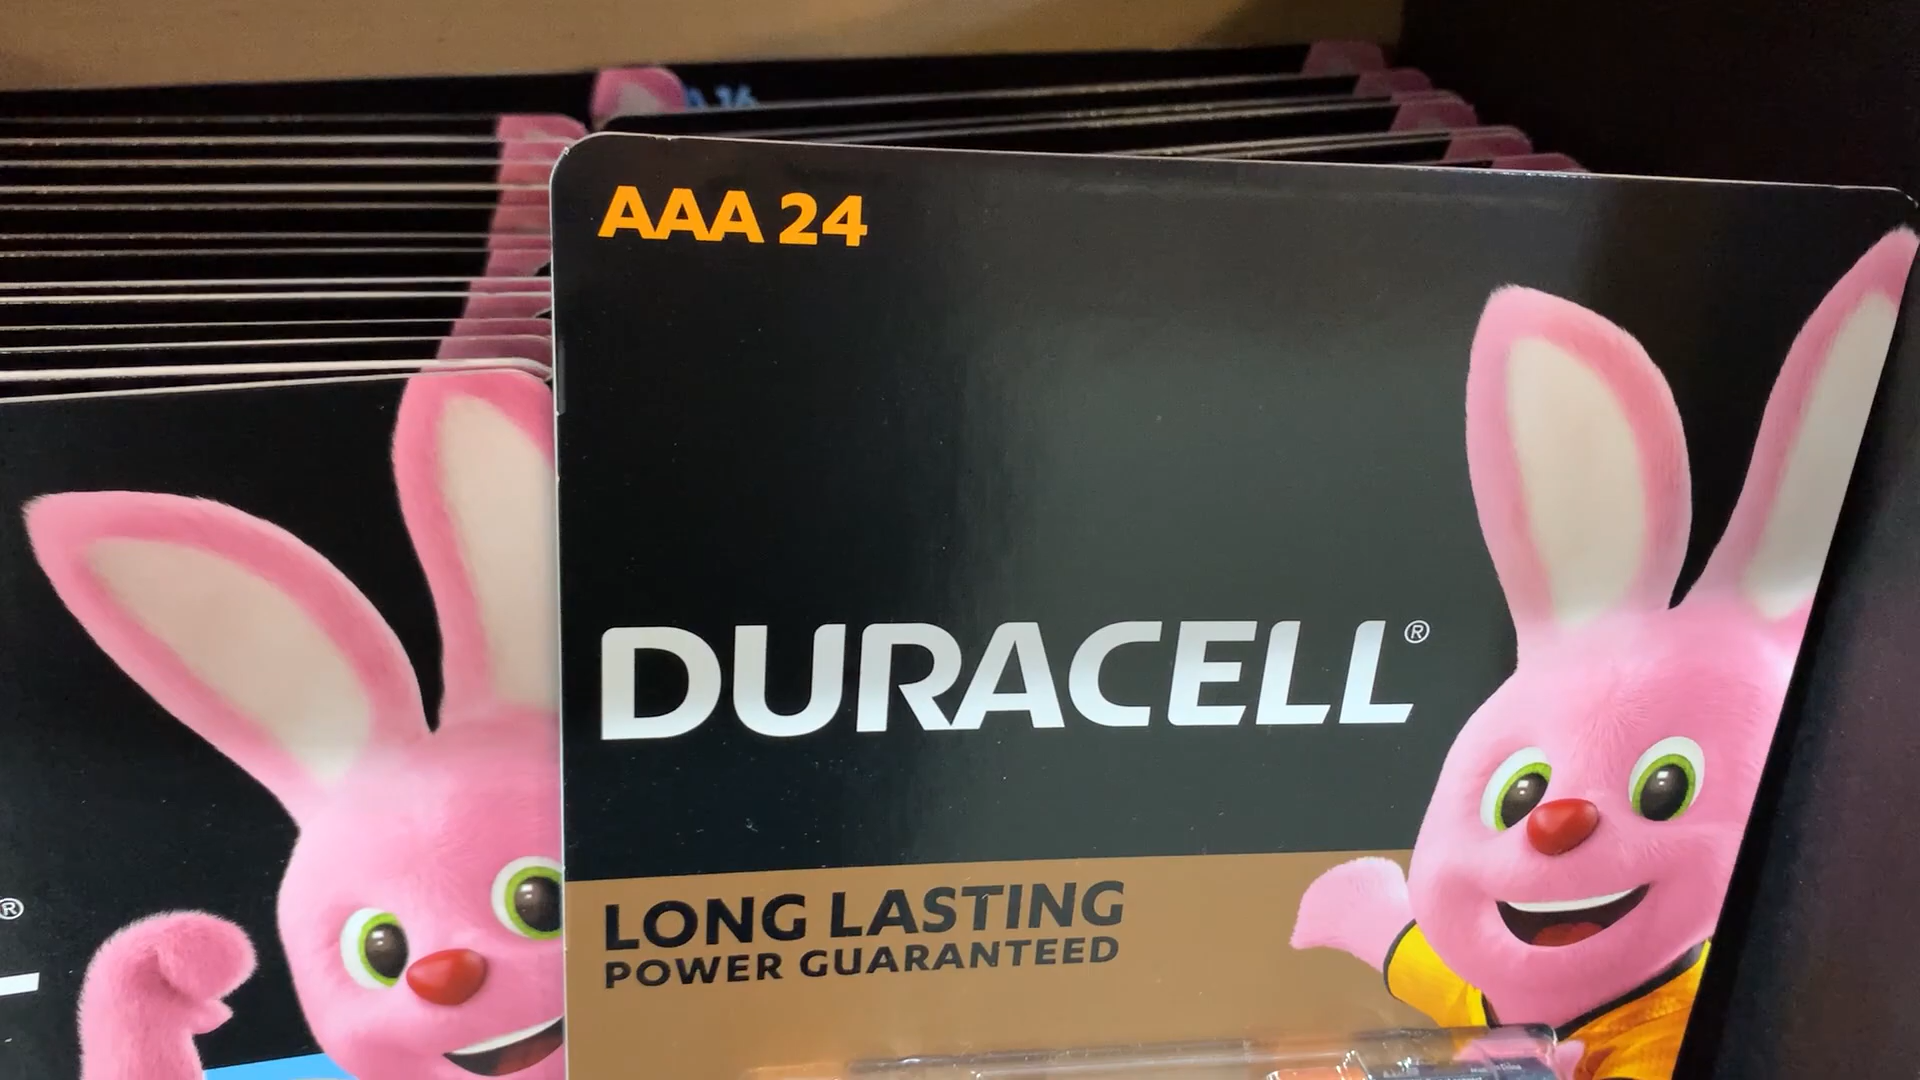 AAA 24
DURACELL®
LONG LASTING
POWER GUARANTEED
®